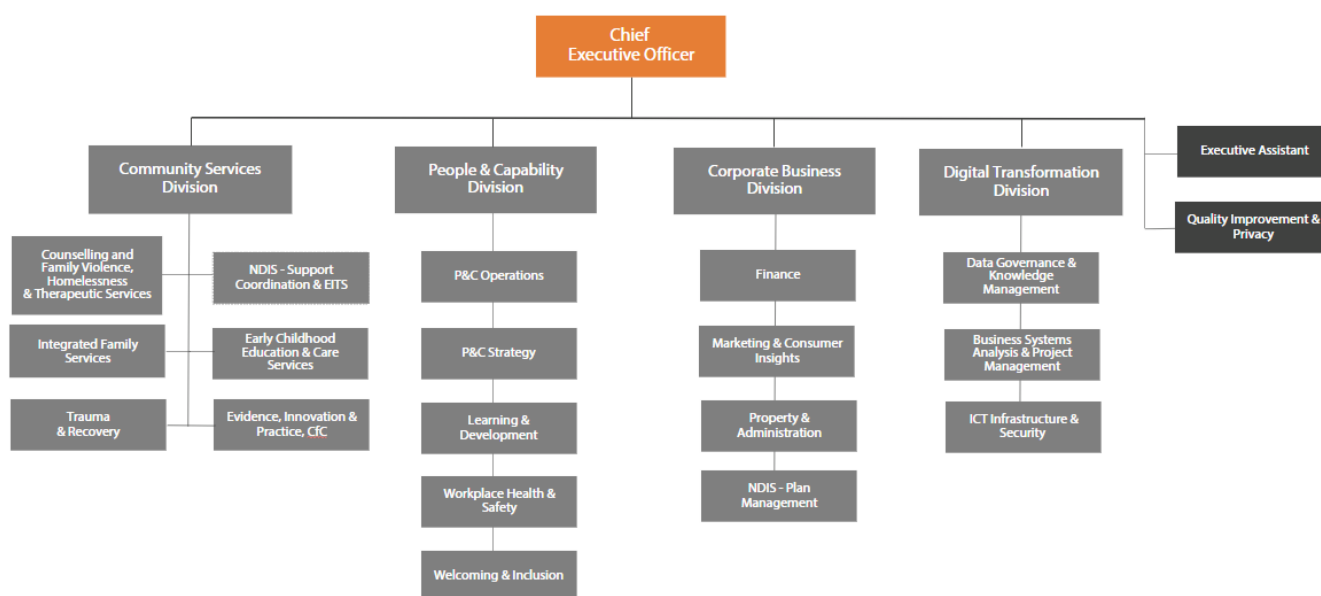 Chief
Executive Officer
Community Services
Division
People & Capability
Division
Corporate Business
Division
Digital Transformation
Division
Executive Assistant
Quality Improvement &
Privacy
Counselling and
Family Violence,
Homelessness
& Therapeutic Services
NDIS - Support
Coordination & EITS
Integrated Family
Services
Early Childhood
Education & Care
Services
Trauma
& Recovery
Evidence, Innovation &
Practice, CfC
P&C Operations
P&C Strategy
Learning &
Development
Workplace Health &
Safety
Welcoming & Inclusion
Finance
Marketing & Consumer
Insights
Property &
Administration
NDIS - Plan
Management
Data Governance &
Knowledge
Management
Business Systems
Analysis & Project
Management
ICT Infrastructure &
Security